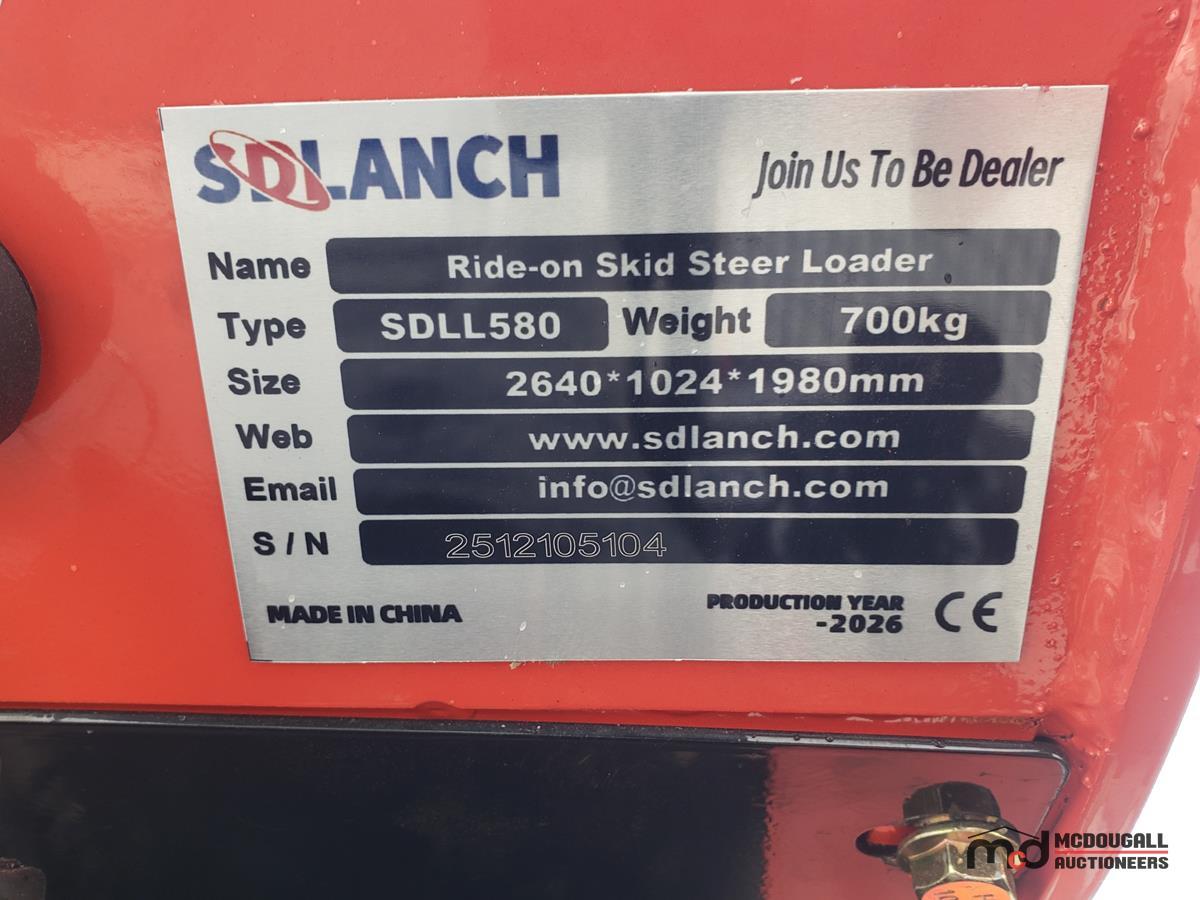 SDLANCH
Join Us To Be Dealer
Name Ride-on Skid Steer Loader
Type SDLL580 Weight 700kg
Size 2640*1024*1980mm
Web www.sdlanch.com
Email info@sdlanch.com
S/N 2512105104
MADE IN CHINA
PRODUCTION YEAR
-2026
CE
mcd MCDOUGALL
AUCTIONEERS